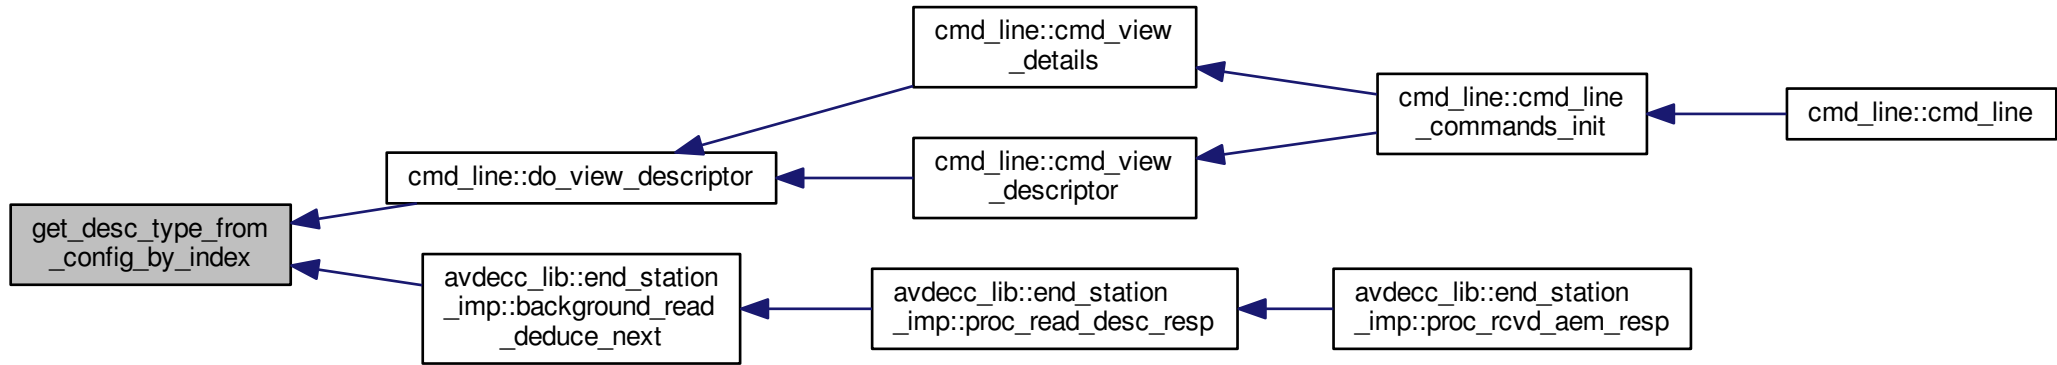 get_desc_type_from
_config_by_index
cmd_line::do_view_descriptor
cmd_line::cmd_view
_details
cmd_line::cmd_view
_descriptor
cmd_line::cmd_line
_commands_init
cmd_line::cmd_line
avdecc_lib::end_station
_imp::background_read
_deduce_next
avdecc_lib::end_station
_imp::proc_read_desc_resp
avdecc_lib::end_station
_imp::proc_rcvd_aem_resp